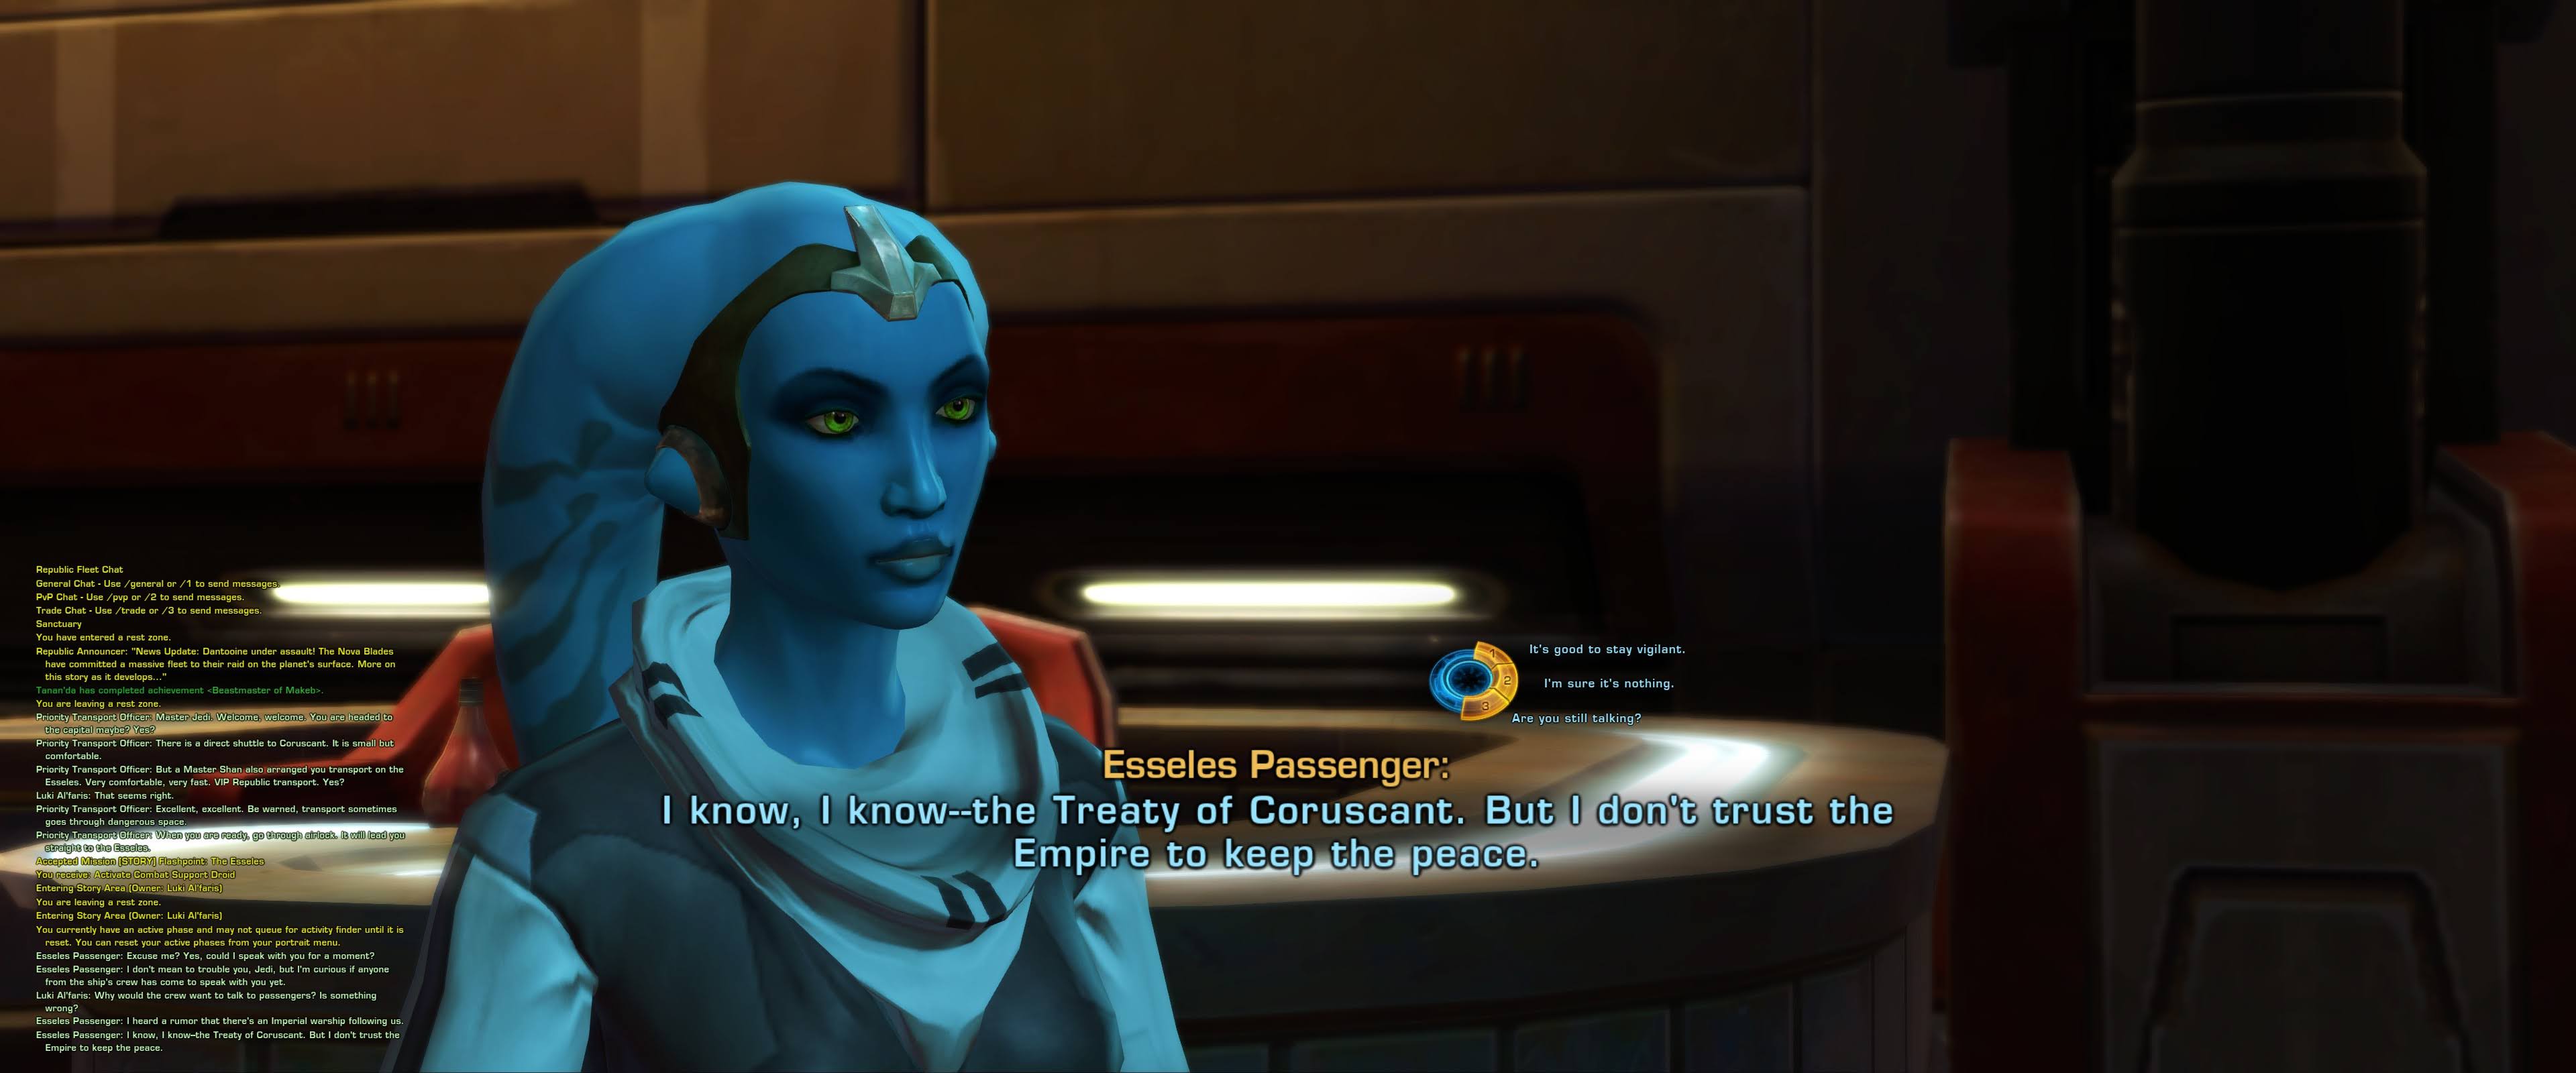 Republic Fleet Chat
General Chat - Use /general or /1 to send messages.
PvP Chat - Use /pvp or /2 to send messages.
Trade Chat - Use /trade or /3 to send messages.
Sanctuary
You have entered a rest zone.
Republic Announcer: "News Update: Dantooine under assault! The Nova Blades
have committed a massive fleet to their raid on the planet's surface. More on
this story as it develops..."
Tanan'da has completed achievement <Beastmaster of Makeb>.
You are leaving a rest zone.
Priority Transport Officer: Master Jedi. Welcome, welcome. You are headed to
the capital maybe? Yes?
Priority Transport Officer: There is a direct shuttle to Coruscant. It is small but
comfortable.
Priority Transport Officer: But a Master Shan also arranged you transport on the
Esseles. Very comfortable, very fast. VIP Republic transport. Yes?
Luki Al'faris: That seems right.
Priority Transport Officer: Excellent, excellent. Be warned, transport sometimes
goes through dangerous space.
Priority Transport Officer: When you are ready, go through airlock. It will lead you
straight to the Esseles.
Accepted Mission [STORY] Flashpoint: The Esseles
You receive: Activate Combat Support Droid
Entering Story Area (Owner: Luki Al'faris)
You are leaving a rest zone.
Entering Story Area (Owner: Luki Al'faris)
You currently have an active phase and may not queue for activity finder until it is
reset. You can reset your active phases from your portrait menu.
Esseles Passenger: Excuse me? Yes, could I speak with you for a moment?
Esseles Passenger: I don't mean to trouble you, Jedi, but I'm curious if anyone
from the ship's crew has come to speak with you yet.
Luki Al'faris: Why would the crew want to talk to passengers? Is something
wrong?
Esseles Passenger: I heard a rumor that there's an Imperial warship following us.
Esseles Passenger: I know, I know--the Treaty of Coruscant. But I don't trust the
Empire to keep the peace.
1 It's good to stay vigilant.
2 I'm sure it's nothing.
3 Are you still talking?
Esseles Passenger:
I know, I know--the Treaty of Coruscant. But I don't trust the
Empire to keep the peace.